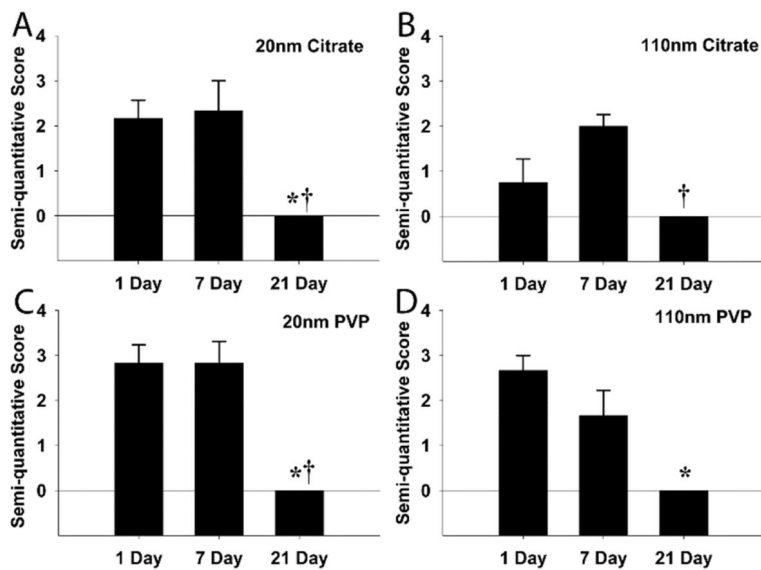 A
20nm Citrate
Semi-quantitative Score
4
3
2
1
0
*†
1 Day 7 Day 21 Day
B
110nm Citrate
Semi-quantitative Score
4
3
2
1
0
†
1 Day 7 Day 21 Day
C
20nm PVP
Semi-quantitative Score
4
3
2
1
0
*†
1 Day 7 Day 21 Day
D
110nm PVP
Semi-quantitative Score
4
3
2
1
0
*
1 Day 7 Day 21 Day